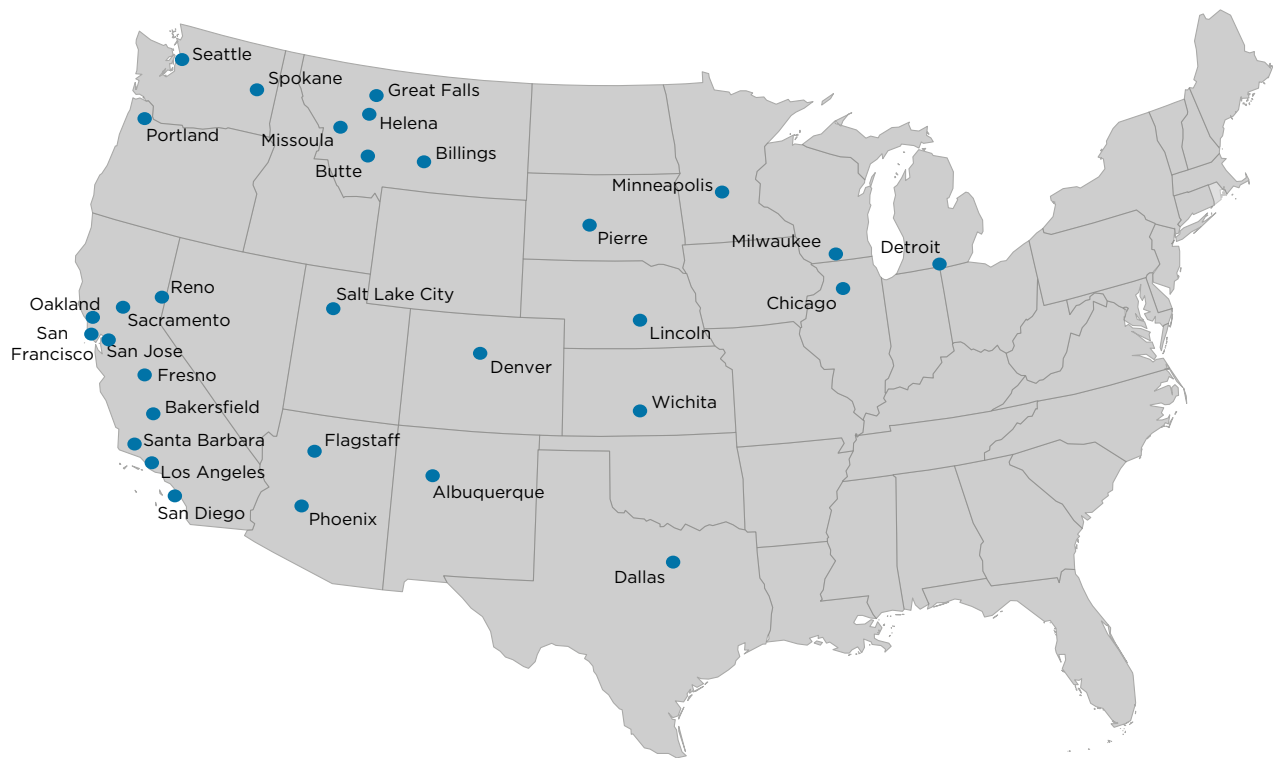 Seattle
Spokane
Great Falls
Helena
Portland
Missoula
Billings
Butte
Minneapolis
Pierre
Milwaukee
Detroit
Reno
Salt Lake City
Oakland
Chicago
Sacramento
San
Francisco
Lincoln
San Jose
Denver
Fresno
Wichita
Bakersfield
Santa Barbara
Flagstaff
Los Angeles
Albuquerque
San Diego
Phoenix
Dallas